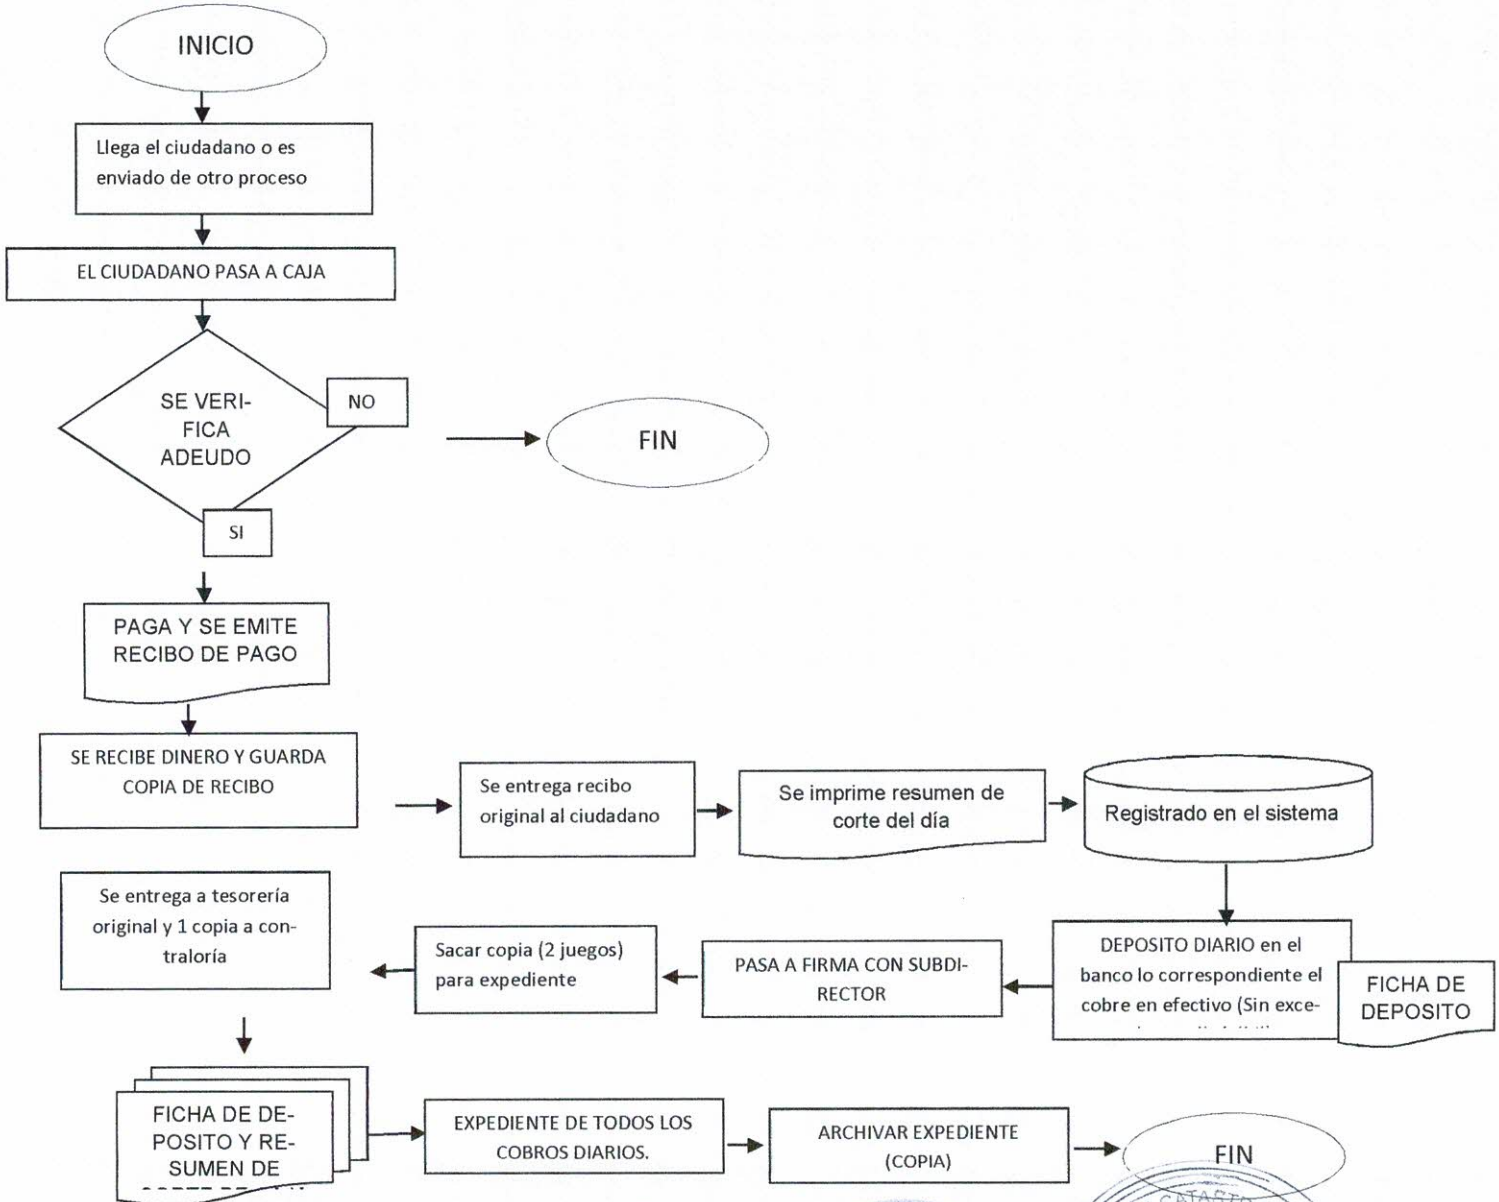 INICIO
Llega el ciudadano o es
enviado de otro proceso
EL CIUDADANO PASA A CAJA
SE VERI-
FICA
ADEUDO
NO
FIN
SI
PAGA Y SE EMITE
RECIBO DE PAGO
SE RECIBE DINERO Y GUARDA
COPIA DE RECIBO
Se entrega recibo
original al ciudadano
Se imprime resumen de
corte del día
Registrado en el sistema
DEPOSITO DIARIO en el
banco lo correspondiente el
cobre en efectivo (Sin exce-
FICHA DE
DEPOSITO
PASA A FIRMA CON SUBDI-
RECTOR
Sacar copia (2 juegos)
para expediente
Se entrega a tesorería
original y 1 copia a con-
traloría
FICHA DE DE-
POSITO Y RE-
SUMEN DE
EXPEDIENTE DE TODOS LOS
COBROS DIARIOS.
ARCHIVAR EXPEDIENTE
(COPIA)
FIN